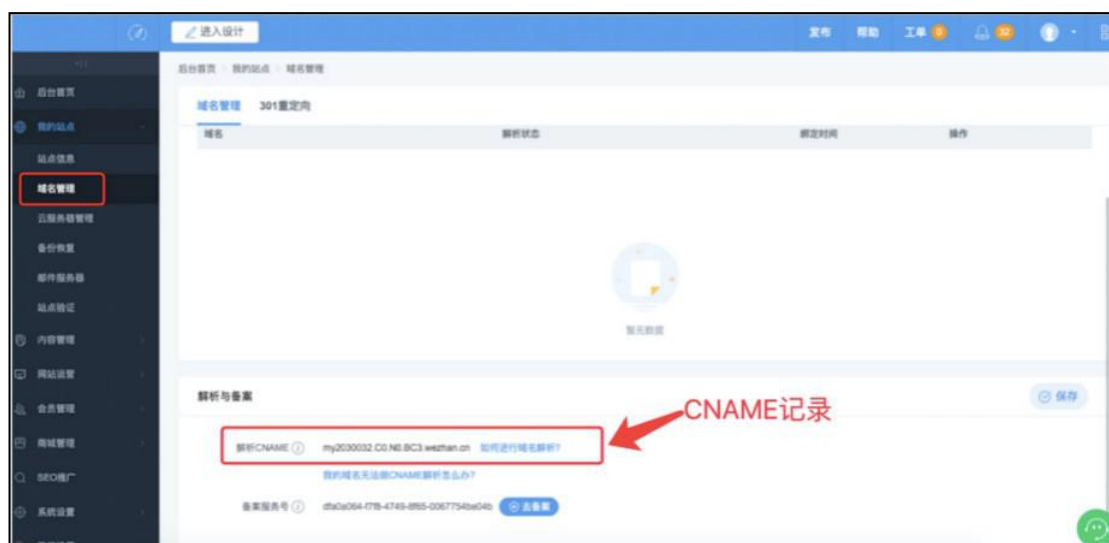 进入设计
发布 帮助 工单 0 32
后台首页 我的站点 域名管理
后台首页
我的站点
站点信息
域名管理
云服务器管理
备份恢复
邮件服务器
站点验证
内容管理
网站运营
会员管理
商城管理
SEO推广
系统设置
域名管理 301重定向
域名 解析状态 绑定时间 操作
暂无数据
解析与备案
保存
CNAME记录
解析CNAME my2030032.C0.N0.BC3.wezhan.cn 如何进行域名解析?
我的域名无法做CNAME解析怎么办?
备案服务号 去备案